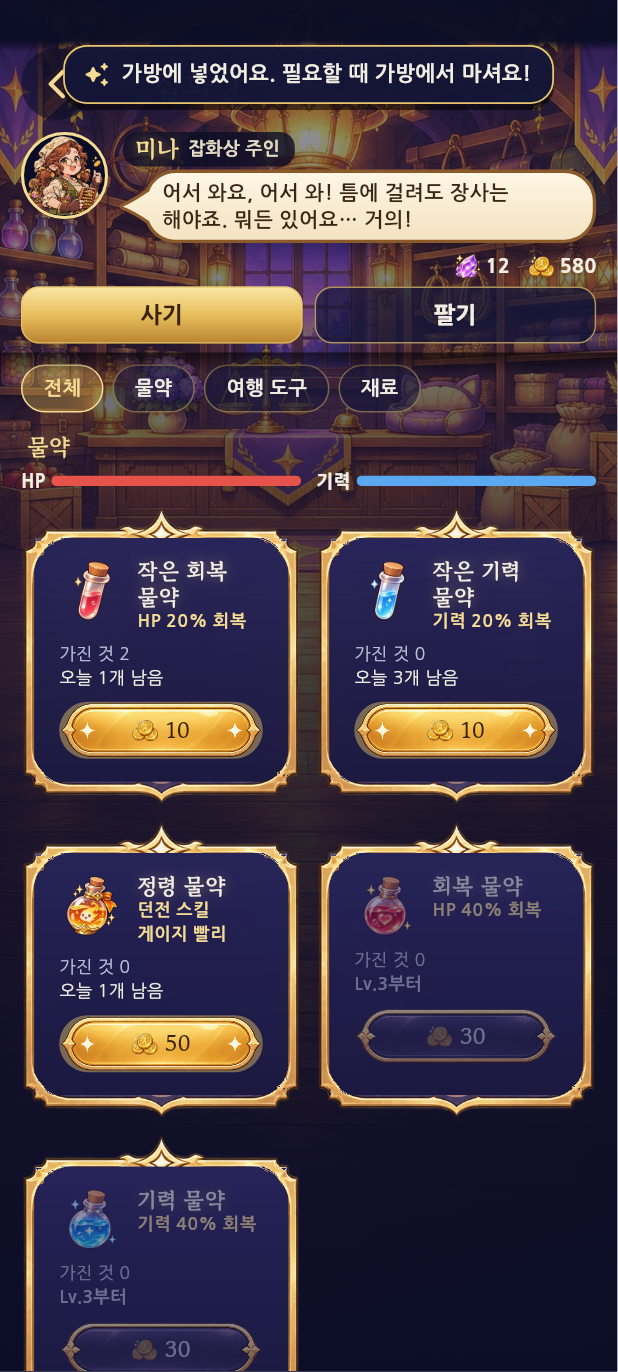 가방에 넣었어요. 필요할 때 가방에서 마셔요!
미나 잡화상 주인
어서 와요, 어서 와! 틈에 걸려도 장사는
해야죠. 뭐든 있어요… 거의!
12 580
사기 팔기
전체 물약 여행 도구 재료
물약
HP 기력
작은 회복
물약
HP 20% 회복
가진 것 2
오늘 1개 남음
10
작은 기력
물약
기력 20% 회복
가진 것 0
오늘 3개 남음
10
정령 물약
던전 스킬
게이지 빨리
가진 것 0
오늘 1개 남음
50
회복 물약
HP 40% 회복
가진 것 0
Lv.3부터
30
기력 물약
기력 40% 회복
가진 것 0
Lv.3부터
30